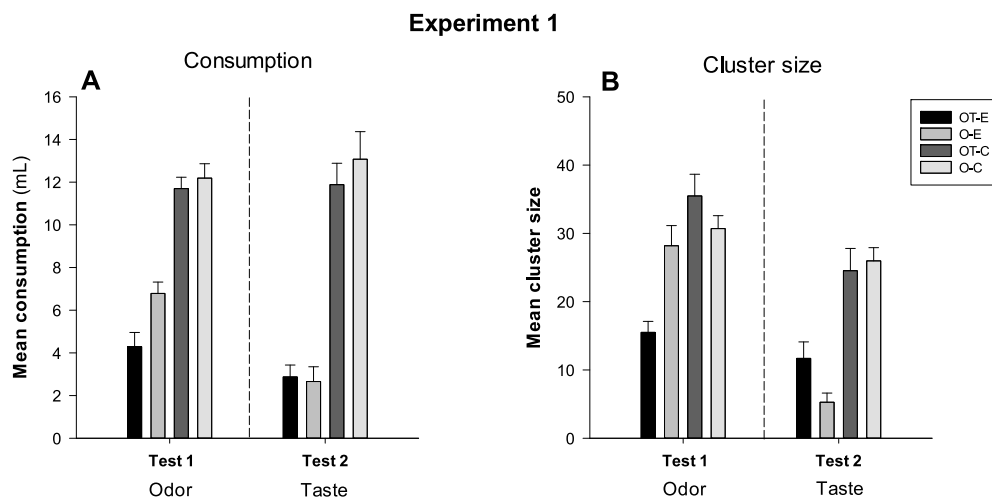 Experiment 1
A
Consumption
Mean consumption (mL)
16
14
12
10
8
6
4
2
0
Test 1
Test 2
Odor
Taste
B
Cluster size
Mean cluster size
50
40
30
20
10
0
Test 1
Test 2
Odor
Taste
OT-E
O-E
OT-C
O-C